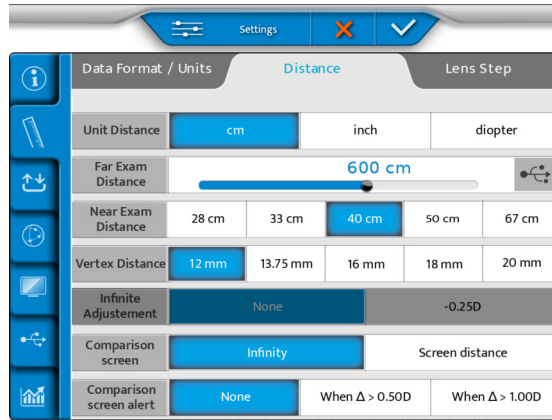 Settings
Data Format / Units Distance Lens Step
Unit Distance cm inch diopter
Far Exam
Distance
600 cm
Near Exam
Distance
28 cm 33 cm 40 cm 50 cm 67 cm
Vertex Distance 12 mm 13.75 mm 16 mm 18 mm 20 mm
Infinite
Adjustement
None -0.25D
Comparison
screen
Infinity Screen distance
Comparison
screen alert
None When Δ > 0.50D When Δ > 1.00D